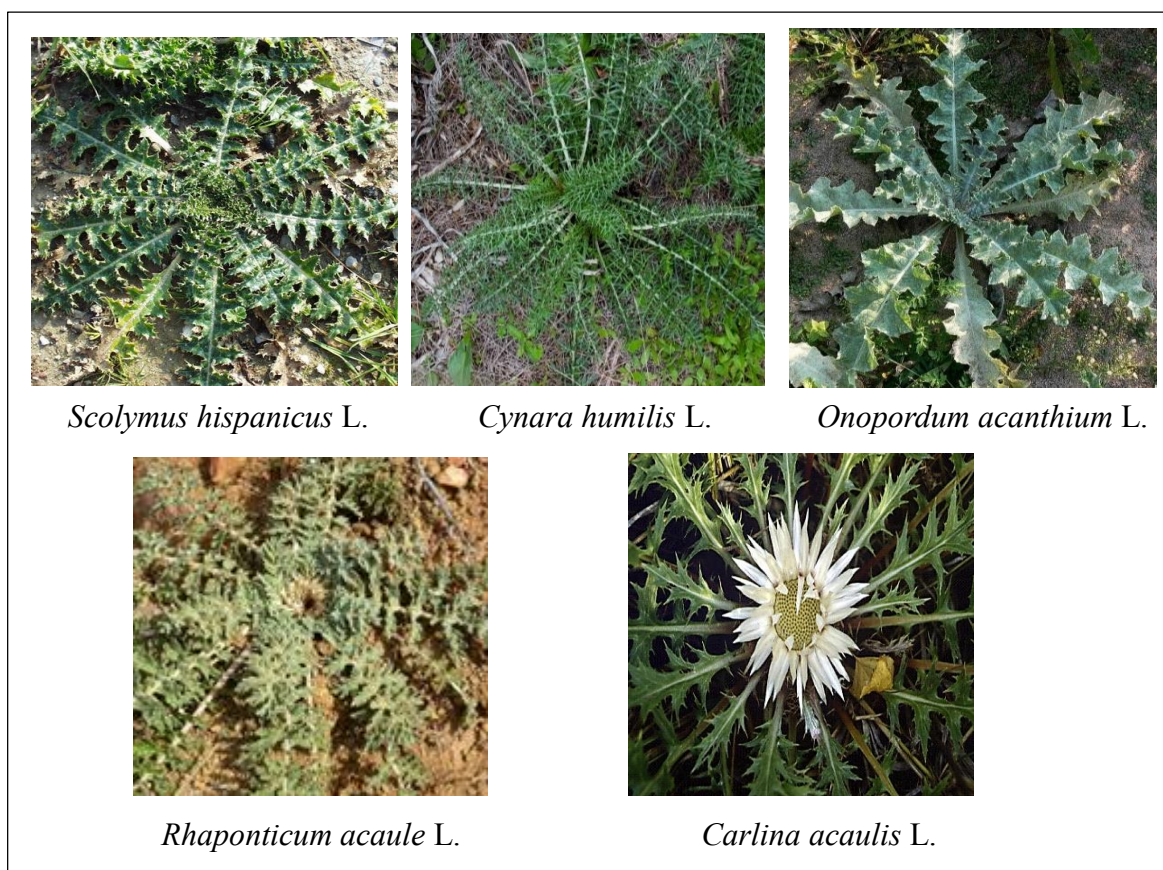 Scolymus hispanicus L.
Cynara humilis L.
Onopordum acanthium L.
Rhaponticum acaule L.
Carlina acaulis L.